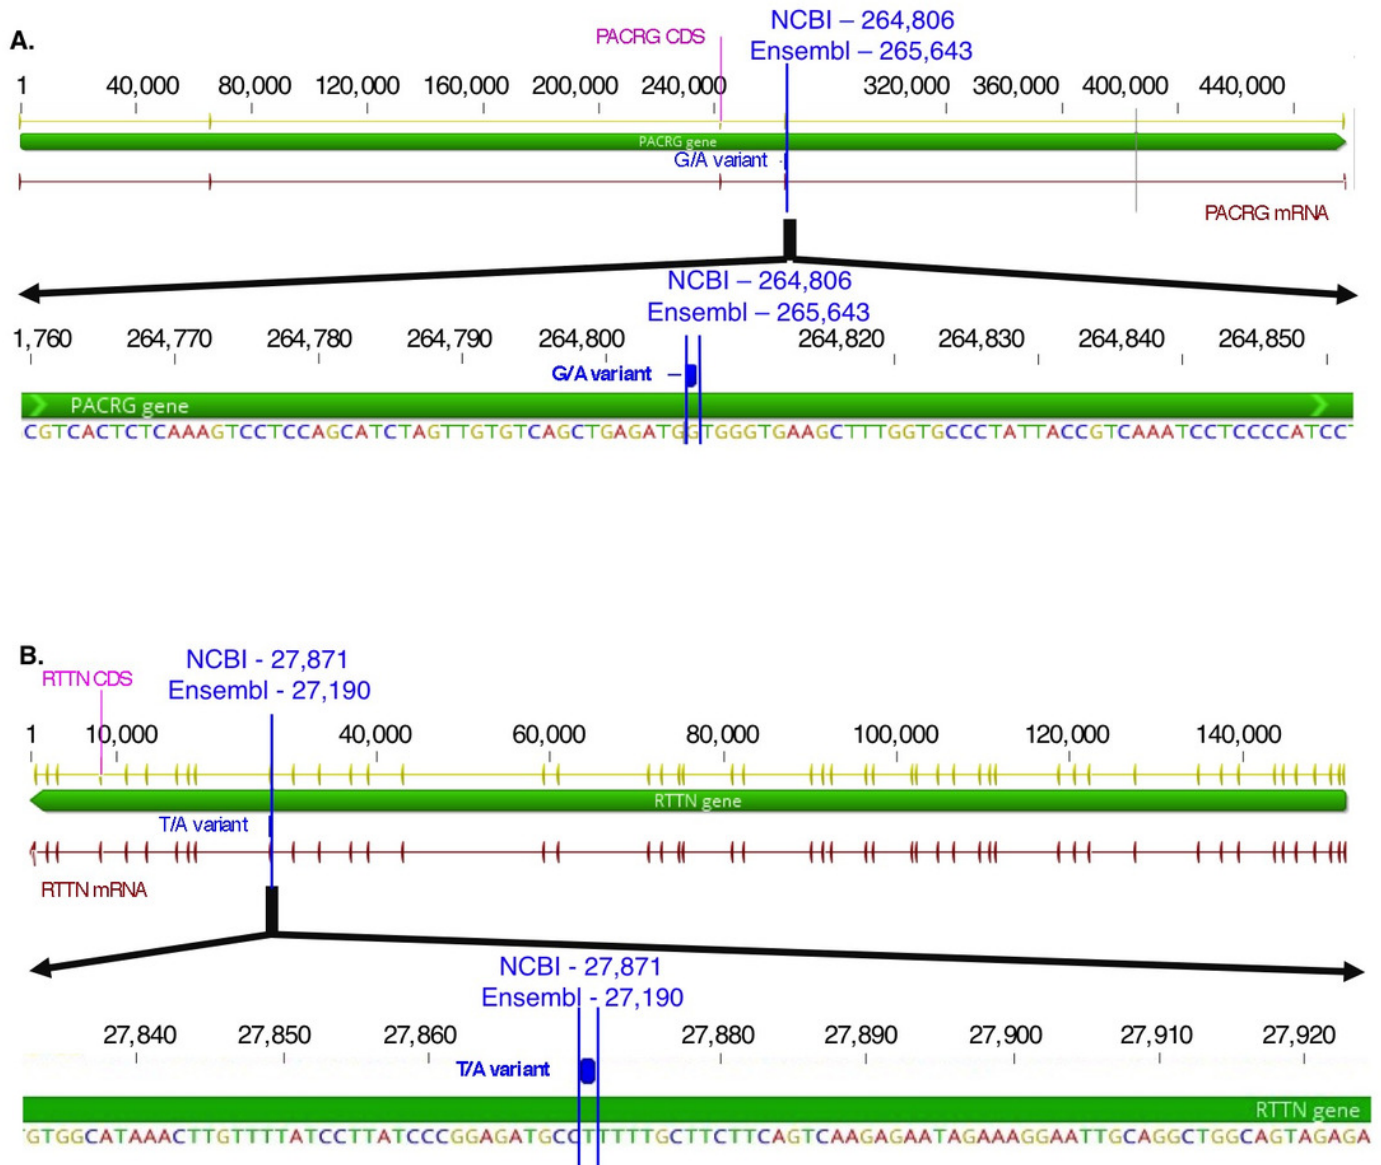 A.
NCBI – 264,806
PACRG CDS
Ensembl – 265,643
1 40,000 80,000 120,000 160,000 200,000 240,000 320,000 360,000 400,000 440,000
PACRG gene
G/A variant
PACRG mRNA
NCBI – 264,806
Ensembl – 265,643
1,760 264,770 264,780 264,790 264,800 264,820 264,830 264,840 264,850
G/A variant
PACRG gene
CGTCACTCTCAAAGTCCTCCAGCATCTAGTTGTGTCAGCTGAGATGGTGGGTGAAGCTTTGGTGCCCTATTACCGTCAAATCCTCCCCATCC
B.
NCBI - 27,871
RTTN CDS
Ensembl - 27,190
1 10,000 40,000 60,000 80,000 100,000 120,000 140,000
RTTN gene
T/A variant
RTTN mRNA
NCBI - 27,871
Ensembl - 27,190
27,840 27,850 27,860 27,880 27,890 27,900 27,910 27,920
T/A variant
RTTN gene
GTGGCATAAACTTGTTTTATCCTTATCCCGGAGATGCCTTTTTGCTTCTTCAGTCAAGAGAATAGAAAGGAATTGCAGGCTGGCAGTAGAGA